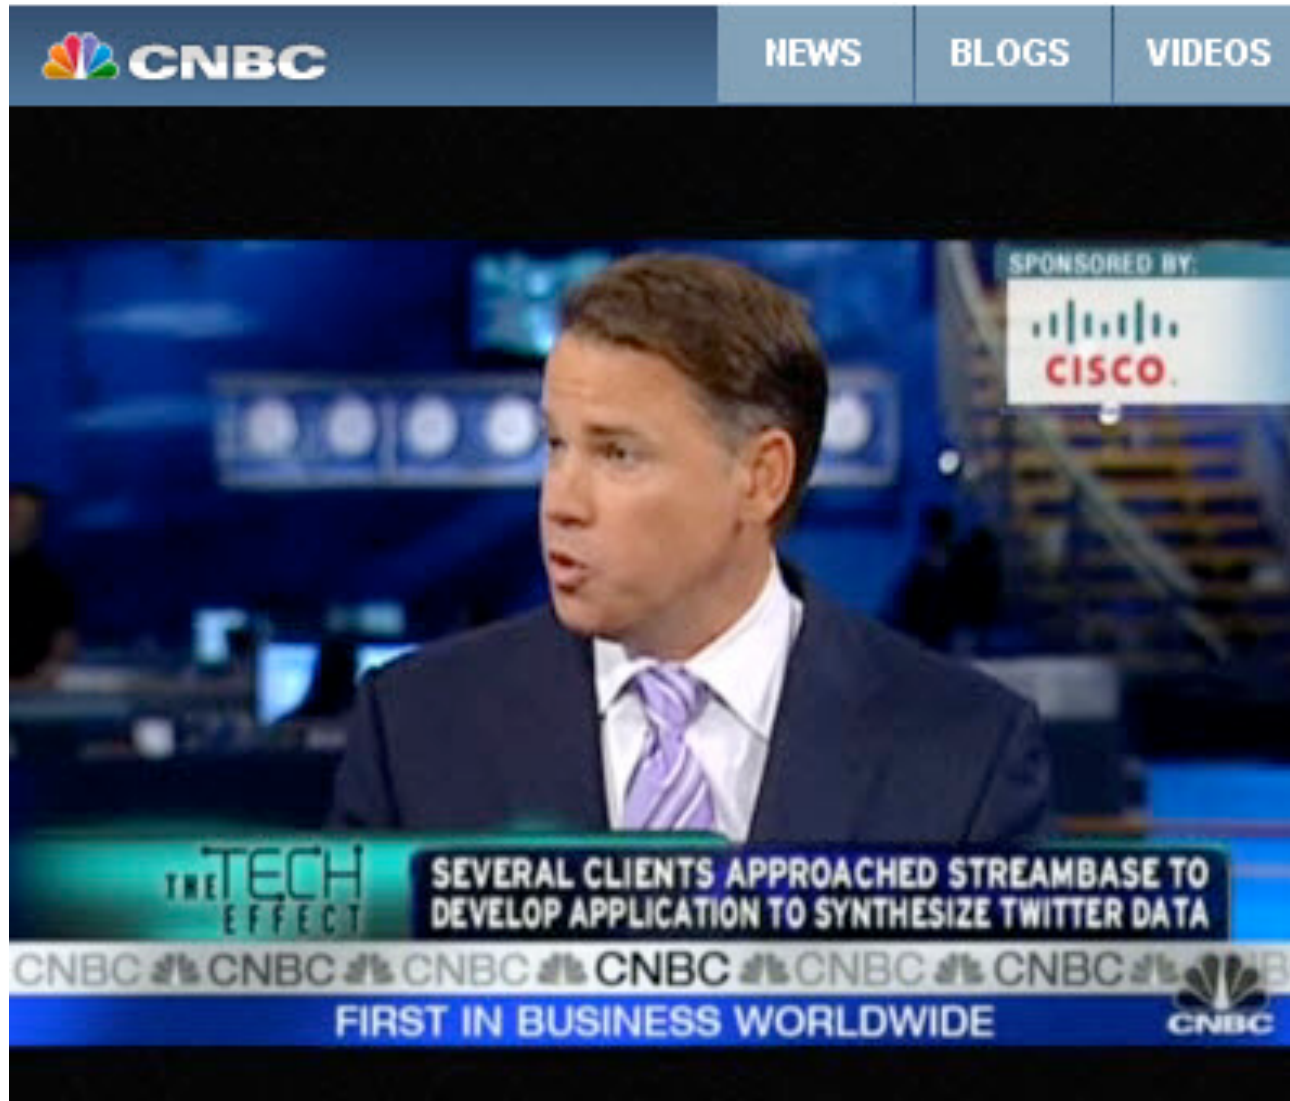 CNBC
NEWS
BLOGS
VIDEOS
SPONSORED BY:
CISCO.
THE TECH
EFFECT
SEVERAL CLIENTS APPROACHED STREAMBASE TO
DEVELOP APPLICATION TO SYNTHESIZE TWITTER DATA
CNBC CNBC CNBC CNBC CNBC CNBC
FIRST IN BUSINESS WORLDWIDE
CNBC